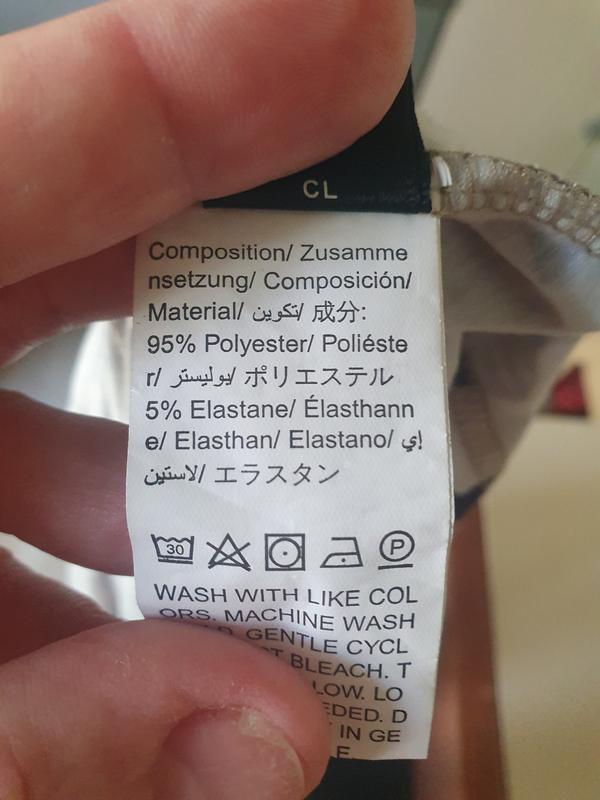 CL
Composition/ Zusamme
nsetzung/ Composición/
Material/ تكوين/ 成分:
95% Polyester/ Poliéste
r/ بوليستر/ ポリエステル
5% Elastane/ Élasthann
e/ Elasthan/ Elastano/ إي
لاستين/ エラスタン
30 P
WASH WITH LIKE COL
ORS. MACHINE WASH
GENTLE CYCL
BLEACH. T
LOW. LO
EDED. D
IN GE
E.